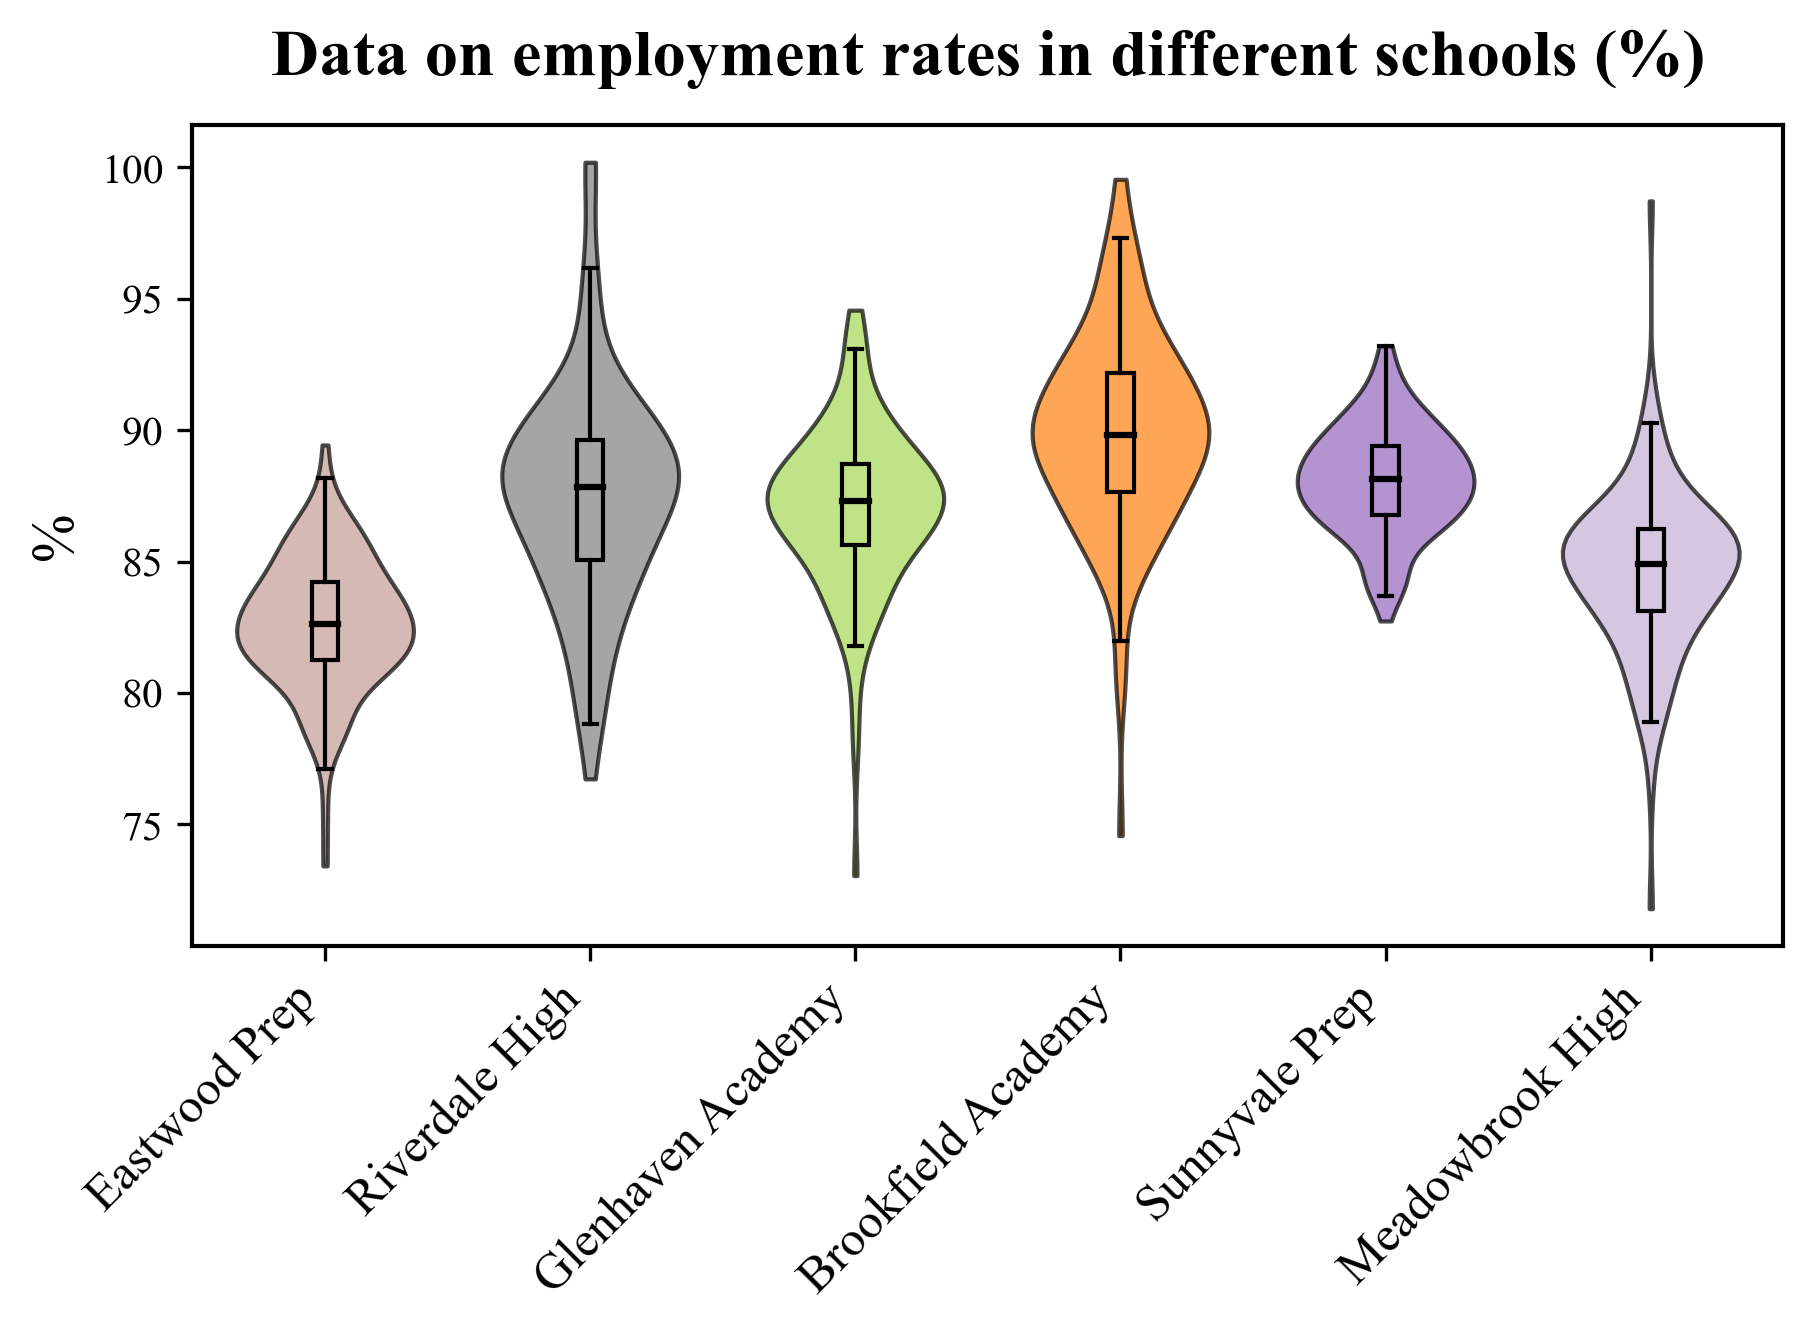 Data on employment rates in different schools (%)
100
95
90
85
80
75
%
Eastwood Prep
Riverdale High
Glenhaven Academy
Brookfield Academy
Sunnyvale Prep
Meadowbrook High